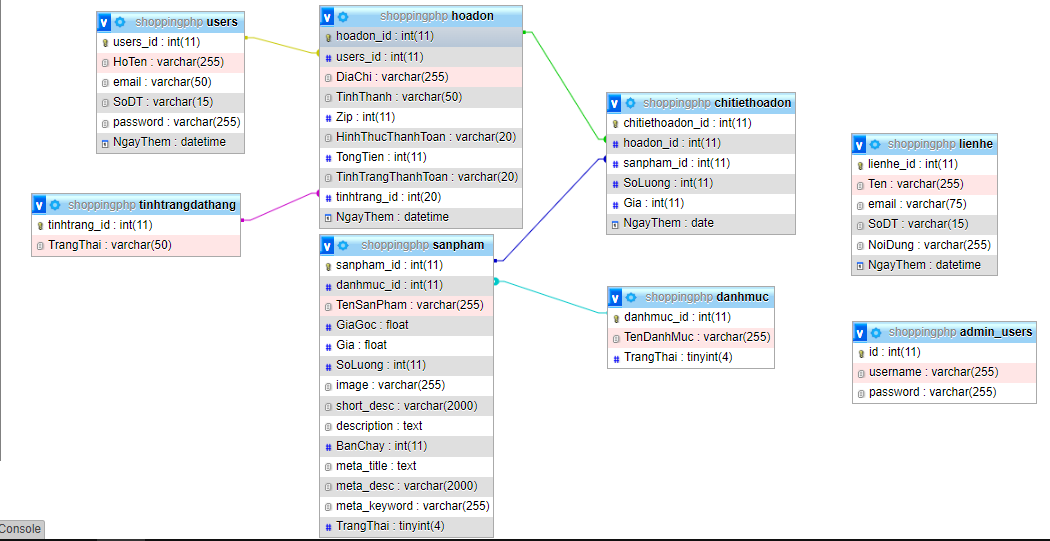 shoppingphp users
users_id : int(11)
HoTen : varchar(255)
email : varchar(50)
SoDT : varchar(15)
password : varchar(255)
NgayThem : datetime
shoppingphp tinhtrangdathang
tinhtrang_id : int(11)
TrangThai : varchar(50)
shoppingphp hoadon
hoadon_id : int(11)
users_id : int(11)
DiaChi : varchar(255)
TinhThanh : varchar(50)
Zip : int(11)
HinhThucThanhToan : varchar(20)
TongTien : int(11)
TinhTrangThanhToan : varchar(20)
tinhtrang_id : int(20)
NgayThem : datetime
shoppingphp sanpham
sanpham_id : int(11)
danhmuc_id : int(11)
TenSanPham : varchar(255)
GiaGoc : float
Gia : float
SoLuong : int(11)
image : varchar(255)
short_desc : varchar(2000)
description : text
BanChay : int(11)
meta_title : text
meta_desc : varchar(2000)
meta_keyword : varchar(255)
TrangThai : tinyint(4)
shoppingphp chitiethoadon
chitiethoadon_id : int(11)
hoadon_id : int(11)
sanpham_id : int(11)
SoLuong : int(11)
Gia : int(11)
NgayThem : date
shoppingphp danhmuc
danhmuc_id : int(11)
TenDanhMuc : varchar(255)
TrangThai : tinyint(4)
shoppingphp lienhe
lienhe_id : int(11)
Ten : varchar(255)
email : varchar(75)
SoDT : varchar(15)
NoiDung : varchar(255)
NgayThem : datetime
shoppingphp admin_users
id : int(11)
username : varchar(255)
password : varchar(255)
Console